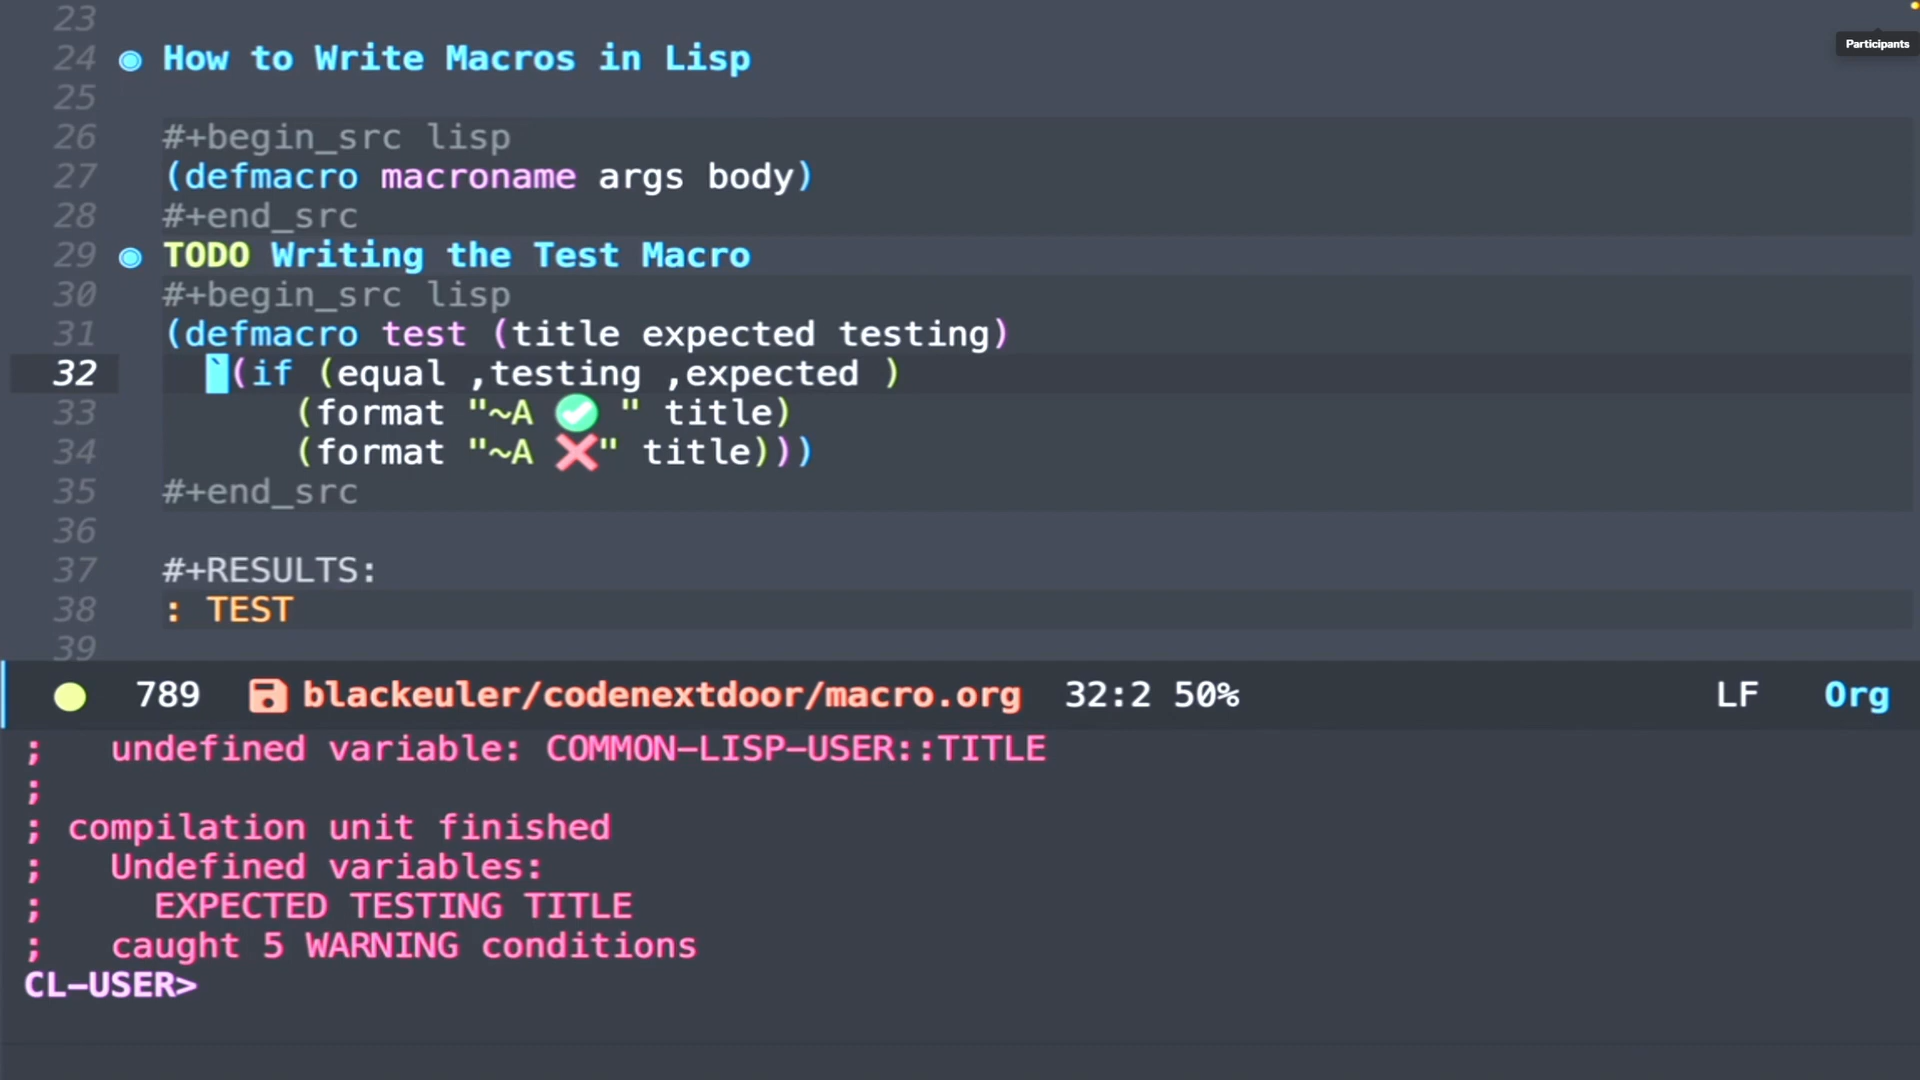 23
Participants
24 How to Write Macros in Lisp
25
26 #+begin_src lisp
27 (defmacro macroname args body)
28 #+end_src
29 TODO Writing the Test Macro
30 #+begin_src lisp
31 (defmacro test (title expected testing)
32 `(if (equal ,testing ,expected )
33 (format "~A ✅ " title)
34 (format "~A ❌" title)))
35 #+end_src
36
37 #+RESULTS:
38 : TEST
39
789 blackeuler/codenextdoor/macro.org 32:2 50% LF Org
; undefined variable: COMMON-LISP-USER::TITLE
;
; compilation unit finished
; Undefined variables:
; EXPECTED TESTING TITLE
; caught 5 WARNING conditions
CL-USER>